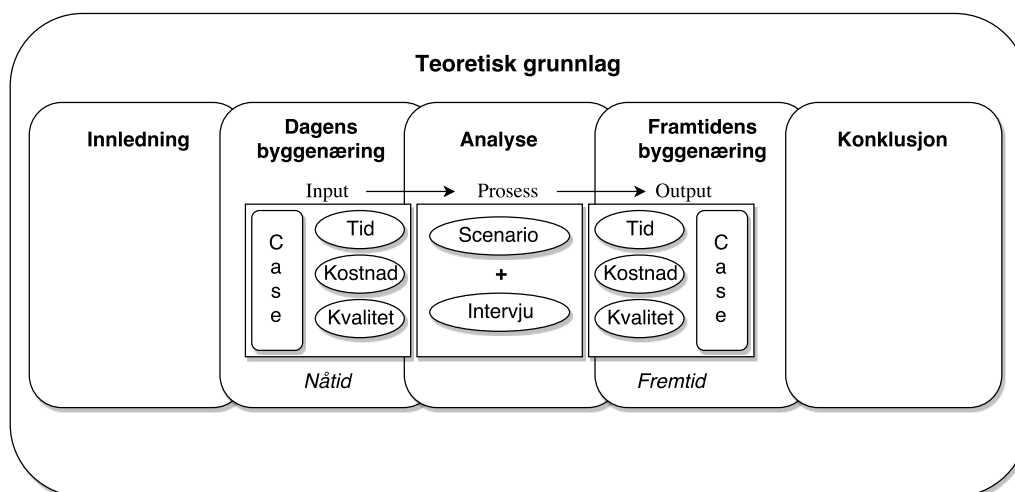 Teoretisk grunnlag
Innledning
Dagens
byggenæring
Analyse
Framtidens
byggenæring
Konklusjon
Input
Prosess
Output
C
a
s
e
Tid
Kostnad
Kvalitet
Scenario
+
Intervju
Tid
Kostnad
Kvalitet
C
a
s
e
Nåtid
Fremtid